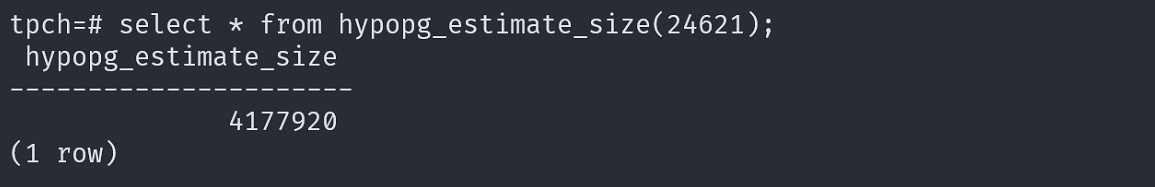 tpch=# select * from hypopg_estimate_size(24621);
 hypopg_estimate_size
----------------------
              4177920
(1 row)